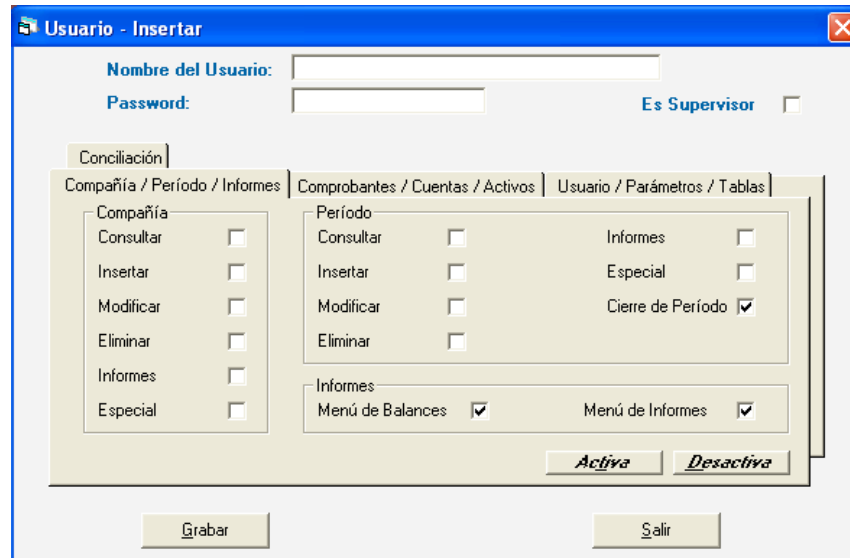 Usuario - Insertar
Nombre del Usuario:
Password:
Es Supervisor
Conciliación
Compañía / Período / Informes
Comprobantes / Cuentas / Activos
Usuario / Parámetros / Tablas
Compañía
Consultar
Insertar
Modificar
Eliminar
Informes
Especial
Período
Consultar
Insertar
Modificar
Eliminar
Informes
Especial
Cierre de Período
Informes
Menú de Balances
Menú de Informes
Activa
Desactiva
Grabar
Salir